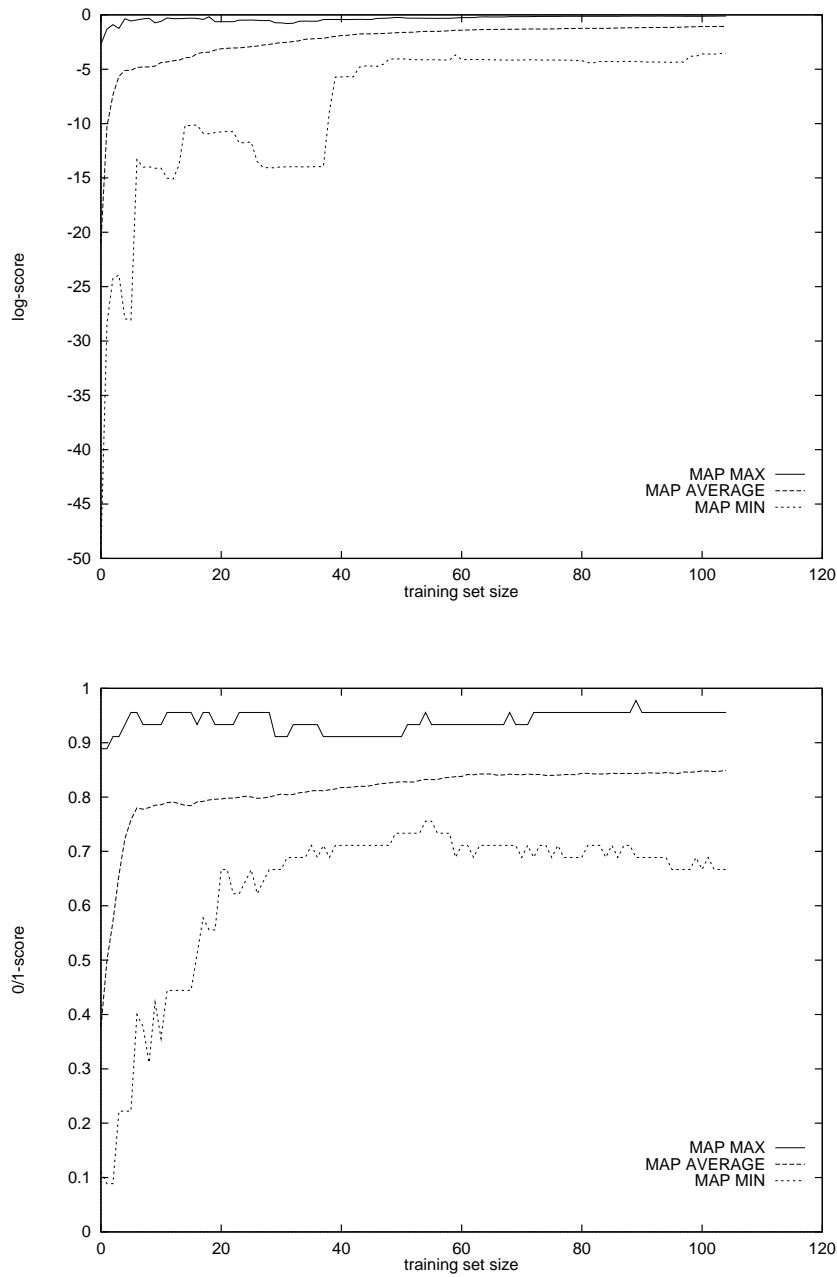 0
-5
-10
-15
-20
-25
-30
-35
-40
-45
-50
log-score
MAP MAX
MAP AVERAGE
MAP MIN
0 20 40 60 80 100 120
training set size
1
0.9
0.8
0.7
0.6
0.5
0.4
0.3
0.2
0.1
0
0/1-score
MAP MAX
MAP AVERAGE
MAP MIN
0 20 40 60 80 100 120
training set size